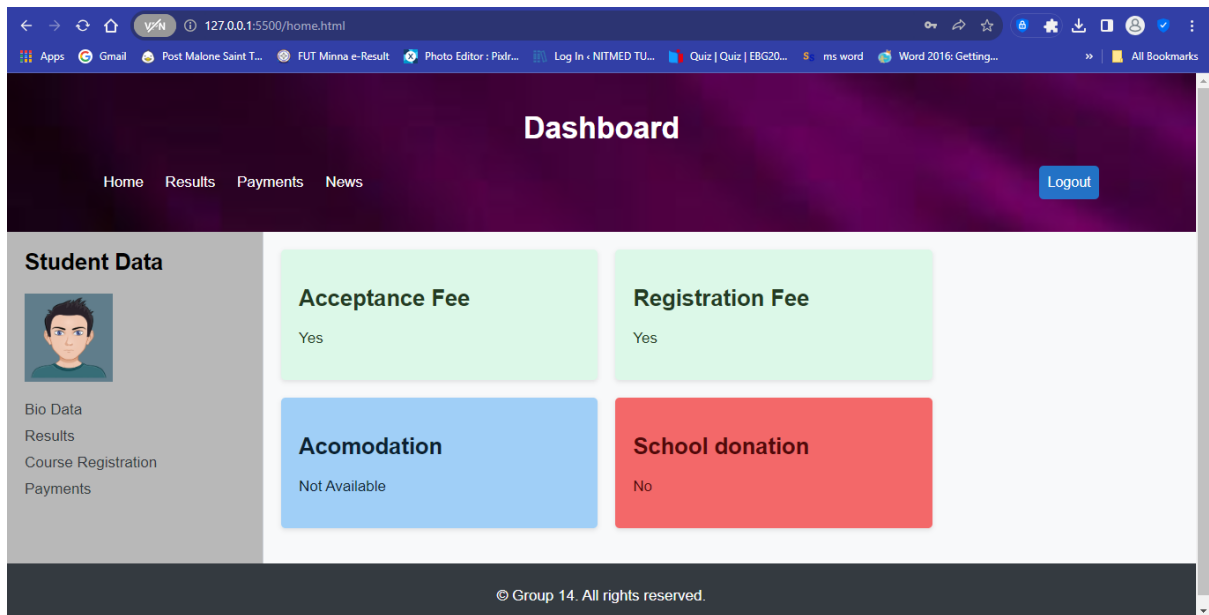 V/N 127.0.0.1:5500/home.html
Apps Gmail Post Malone Saint T... FUT Minna e-Result Photo Editor : Pixlr... Log In ‹ NITMED TU... Quiz | Quiz | EBG20... S ms word Word 2016: Getting... » All Bookmarks
Dashboard
Home Results Payments News Logout
Student Data
Bio Data
Results
Course Registration
Payments
Acceptance Fee
Yes
Registration Fee
Yes
Acomodation
Not Available
School donation
No
© Group 14. All rights reserved.